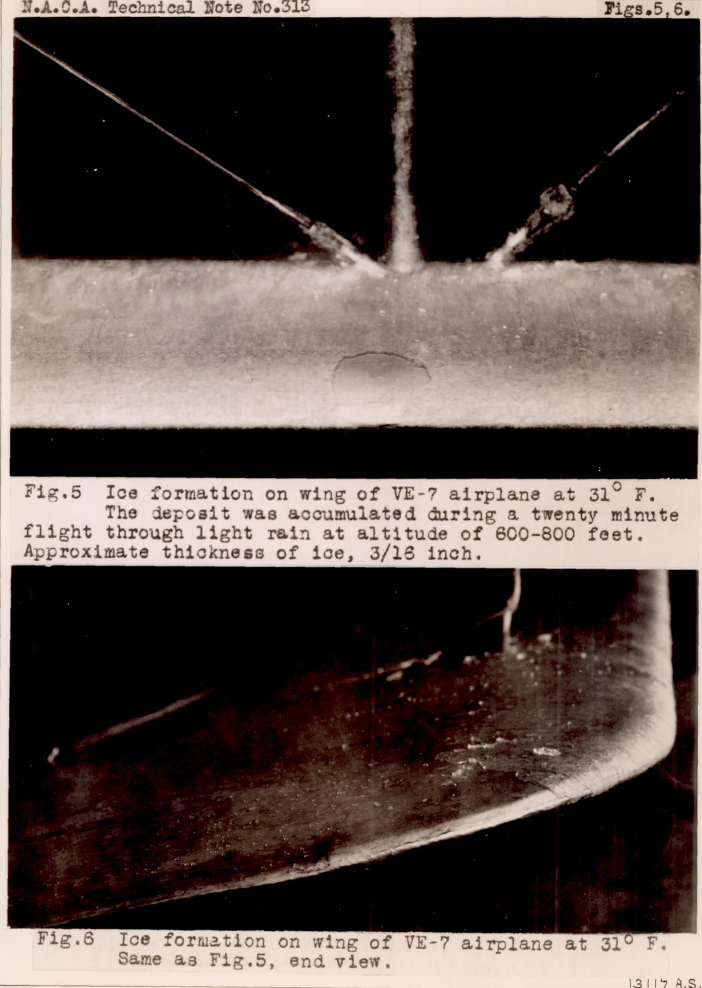 N.A.C.A. Technical Note No.313 Figs.5,6.
Fig.5 Ice formation on wing of VE-7 airplane at 31° F.
The deposit was accumulated during a twenty minute
flight through light rain at altitude of 600-800 feet.
Approximate thickness of ice, 3/16 inch.
Fig.6 Ice formation on wing of VE-7 airplane at 31° F.
Same as Fig.5, end view.
13117 A.S.